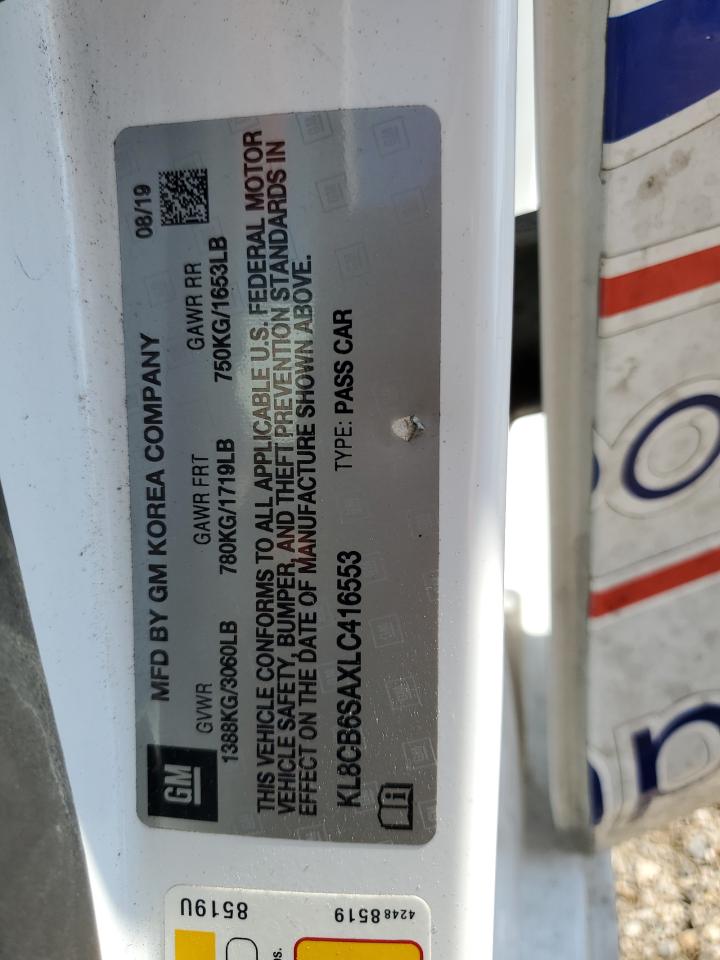 GM
MFD BY GM KOREA COMPANY 08/19
GVWR GAWR FRT GAWR RR
1388KG/3060LB 780KG/1719LB 750KG/1653LB
THIS VEHICLE CONFORMS TO ALL APPLICABLE U.S. FEDERAL MOTOR
VEHICLE SAFETY, BUMPER, AND THEFT PREVENTION STANDARDS IN
EFFECT ON THE DATE OF MANUFACTURE SHOWN ABOVE.
KL8CB6SAXLC416553 TYPE: PASS CAR
8519U
42488519